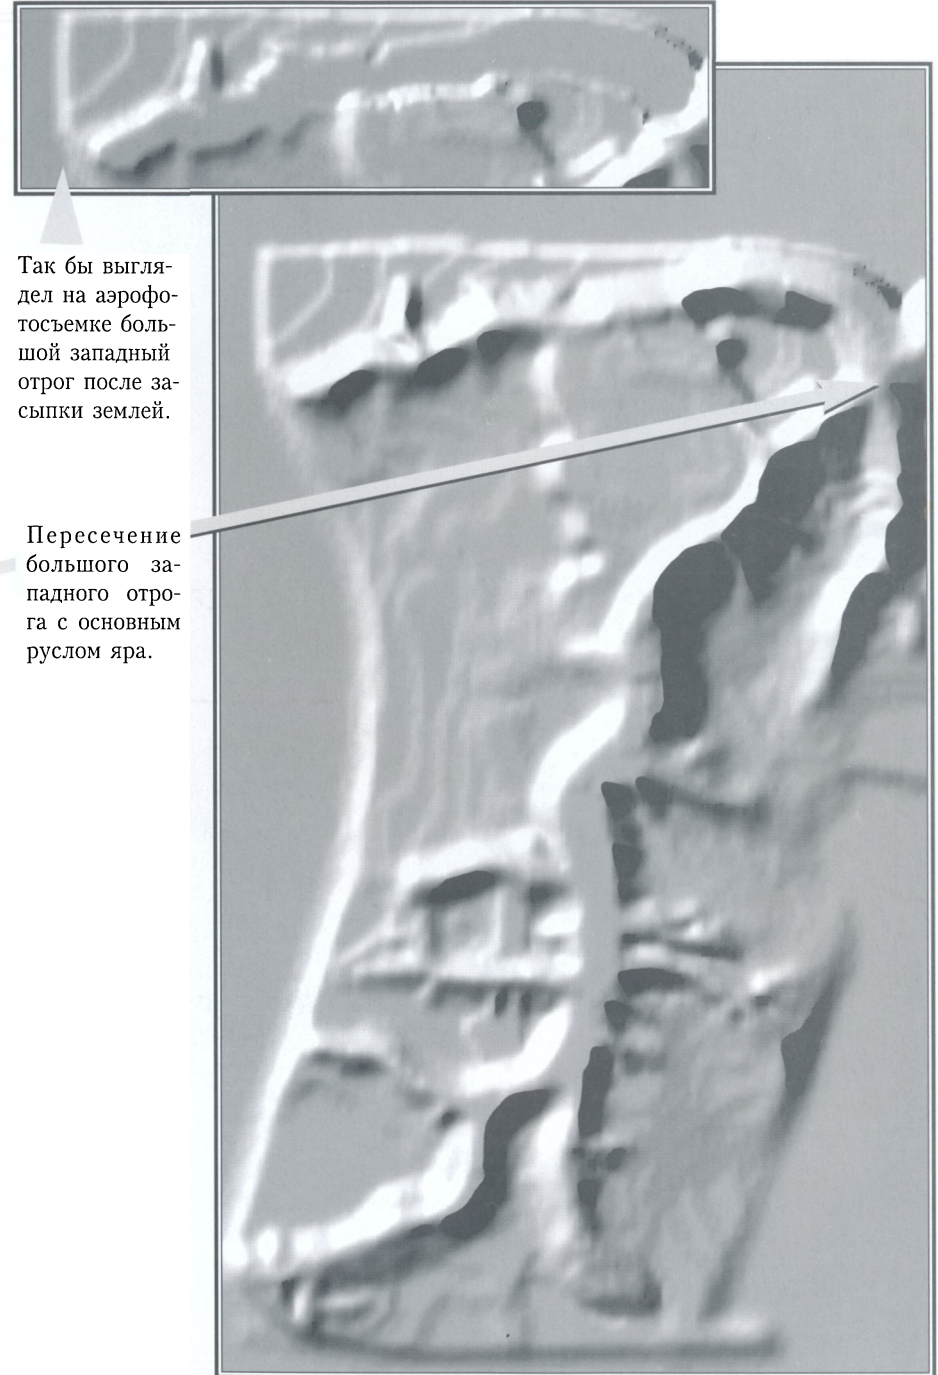 Так бы выгля-
дел на аэрофо-
тосъемке боль-
шой западный
отрог после за-
сыпки землей.
Пересечение
большого за-
падного отро-
га с основным
руслом яра.